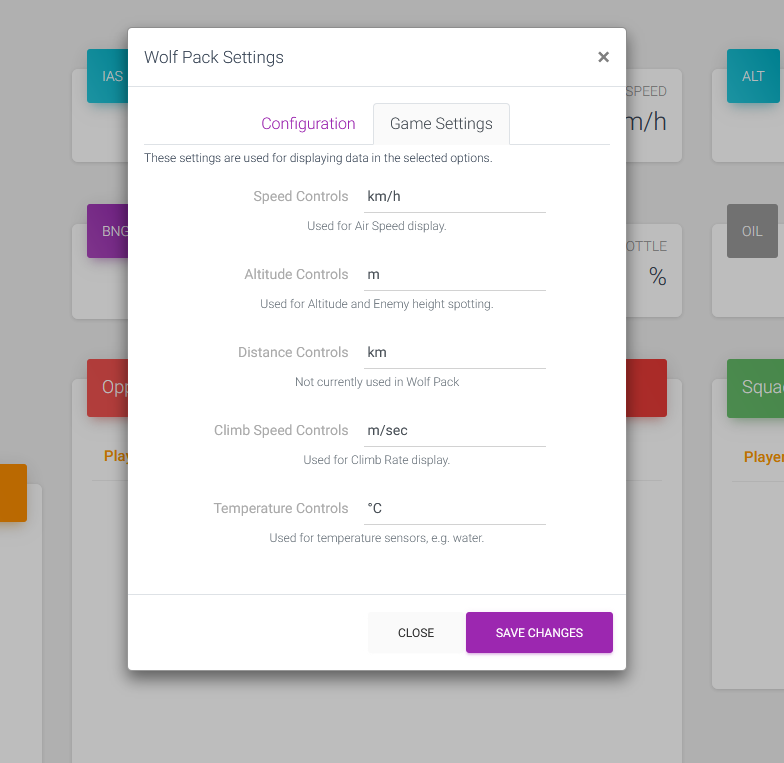 Wolf Pack Settings
×
Configuration
Game Settings
These settings are used for displaying data in the selected options.
Speed Controls km/h
Used for Air Speed display.
Altitude Controls m
Used for Altitude and Enemy height spotting.
Distance Controls km
Not currently used in Wolf Pack
Climb Speed Controls m/sec
Used for Climb Rate display.
Temperature Controls °C
Used for temperature sensors, e.g. water.
CLOSE
SAVE CHANGES
IAS
SPEED
m/h
ALT
BNG
OTTLE
%
OIL
Opp
Squa
Play
Player